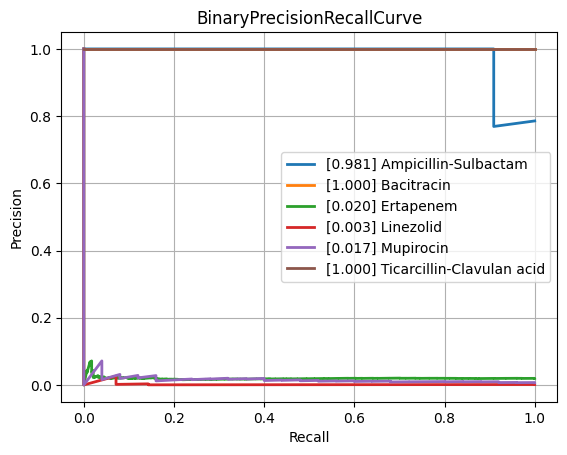 BinaryPrecisionRecallCurve
Precision
1.0
0.8
0.6
0.4
0.2
0.0
[0.981] Ampicillin-Sulbactam
[1.000] Bacitracin
[0.020] Ertapenem
[0.003] Linezolid
[0.017] Mupirocin
[1.000] Ticarcillin-Clavulan acid
0.0 0.2 0.4 0.6 0.8 1.0
Recall